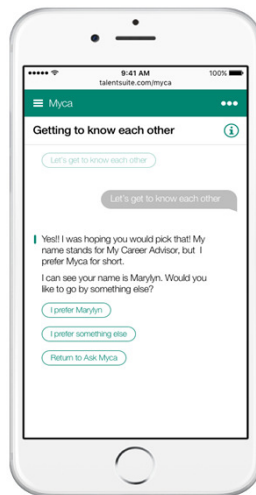 9:41 AM
100%
talentsuite.com/myca
Myca
Getting to know each other
Let's get to know each other
Let's get to know each other
Yes!! I was hoping you would pick that! My
name stands for My Career Advisor, but I
prefer Myca for short.
I can see your name is Marylyn. Would you
like to go by something else?
I prefer Marylyn
I prefer something else
Return to Ask Myca